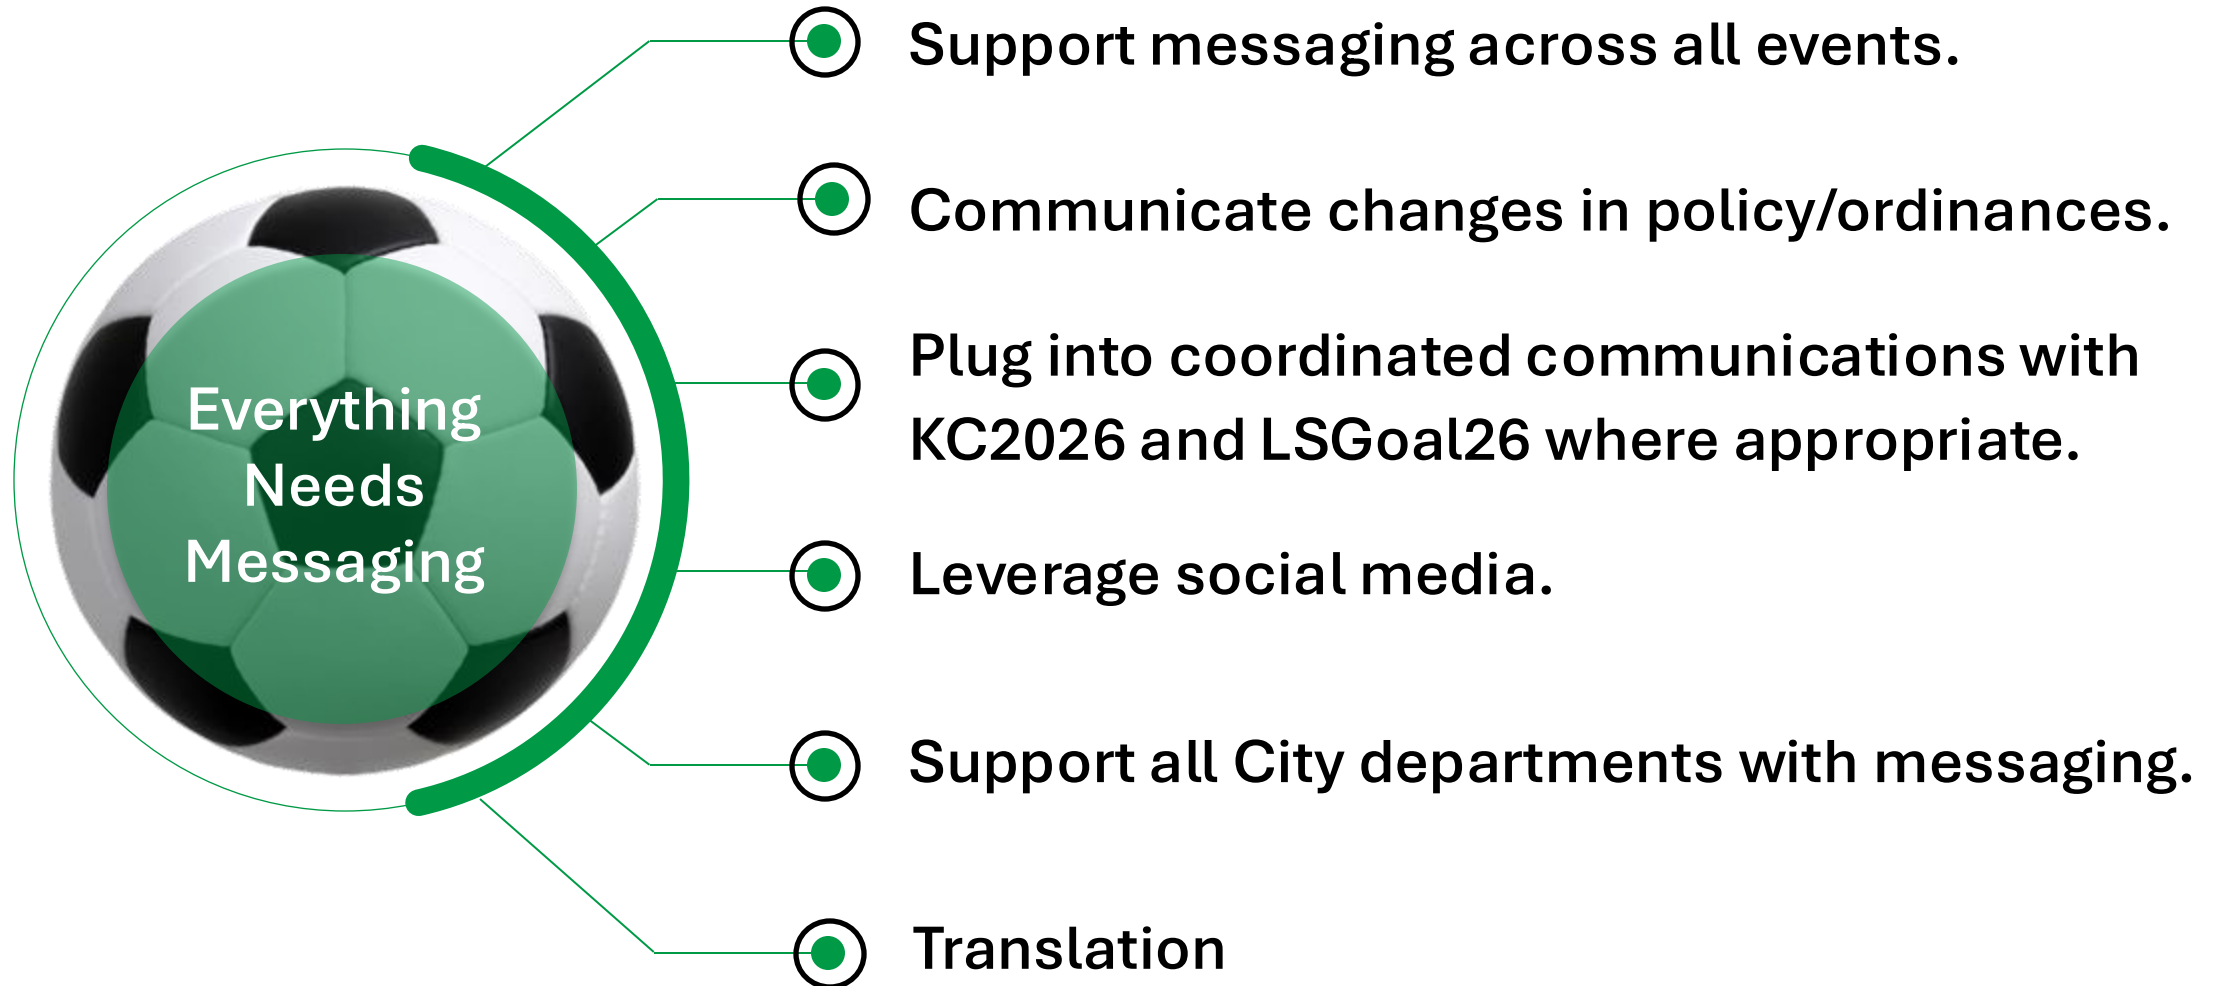 Everything
Needs
Messaging
Support messaging across all events.
Communicate changes in policy/ordinances.
Plug into coordinated communications with
KC2026 and LSGoal26 where appropriate.
Leverage social media.
Support all City departments with messaging.
Translation